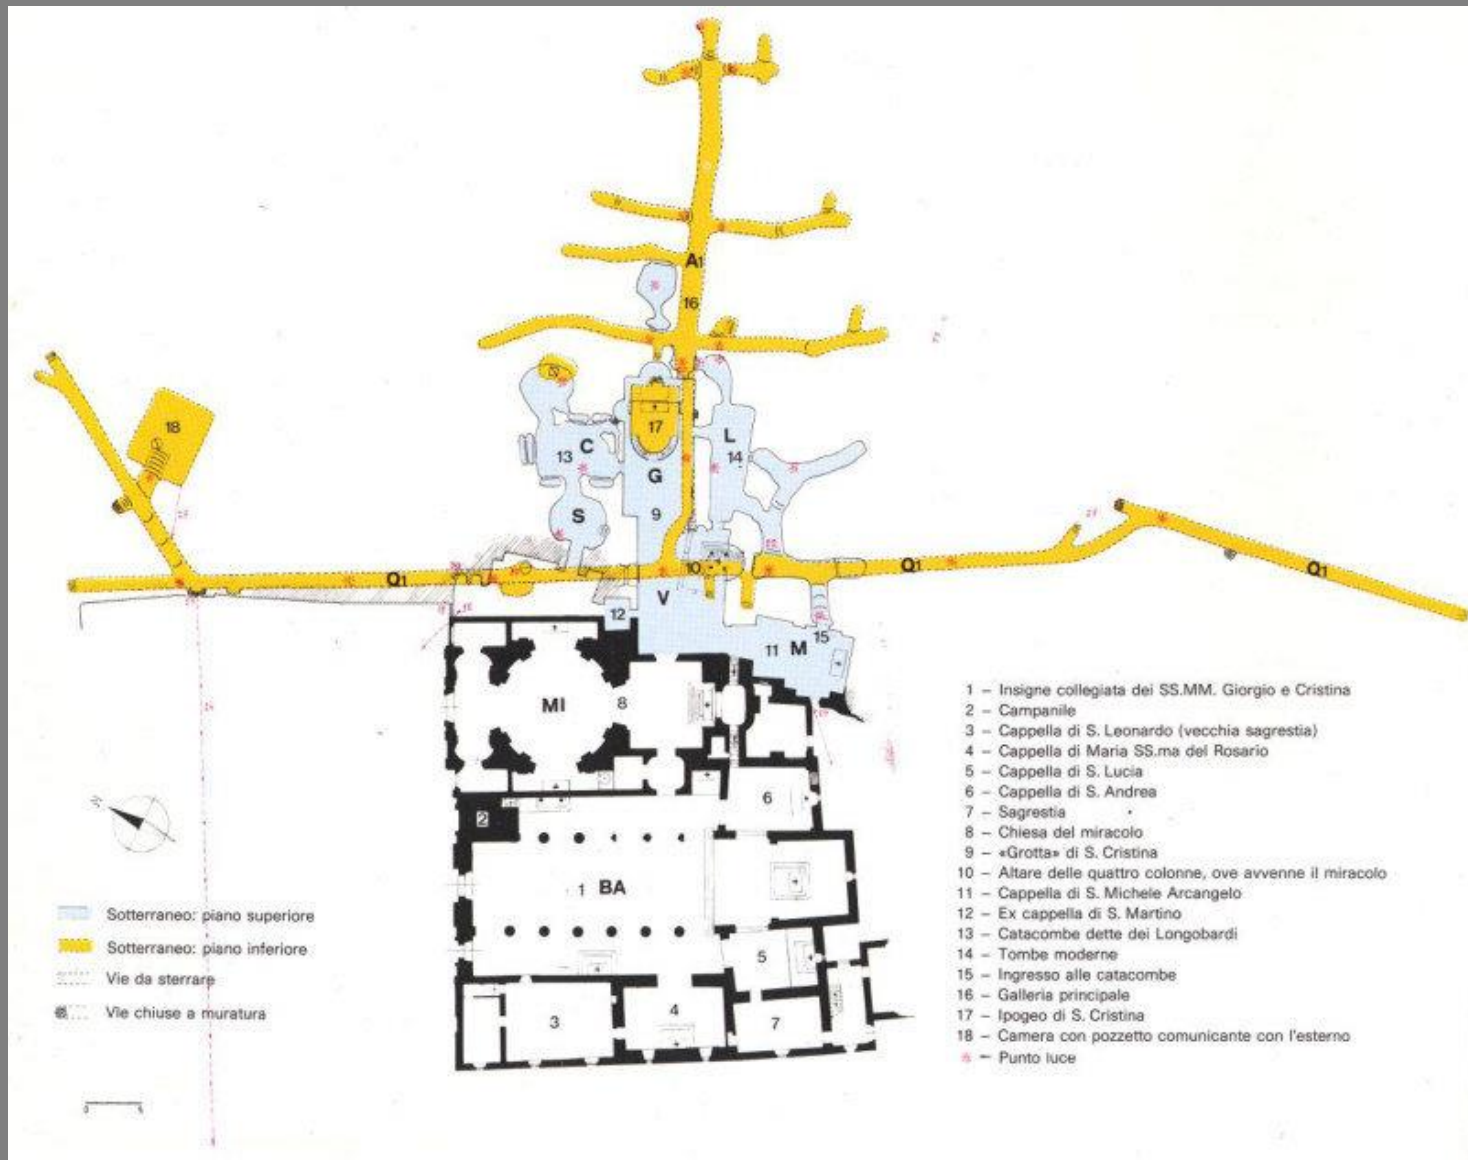 A1
16
18
17
C
13
L
14
G
9
S
Q1
10
Q1
Q1
V
12
15
11 M
MI
8
2
6
1 BA
5
3
4
7
N
Sotterraneo: piano superiore
Sotterraneo: piano inferiore
Vie da sterrare
Vie chiuse a muratura
0 5
1 – Insigne collegiata dei SS.MM. Giorgio e Cristina
2 – Campanile
3 – Cappella di S. Leonardo (vecchia sagrestia)
4 – Cappella di Maria SS.ma del Rosario
5 – Cappella di S. Lucia
6 – Cappella di S. Andrea
7 – Sagrestia
8 – Chiesa del miracolo
9 – «Grotta» di S. Cristina
10 – Altare delle quattro colonne, ove avvenne il miracolo
11 – Cappella di S. Michele Arcangelo
12 – Ex cappella di S. Martino
13 – Catacombe dette dei Longobardi
14 – Tombe moderne
15 – Ingresso alle catacombe
16 – Galleria principale
17 – Ipogeo di S. Cristina
18 – Camera con pozzetto comunicante con l'esterno
– Punto luce